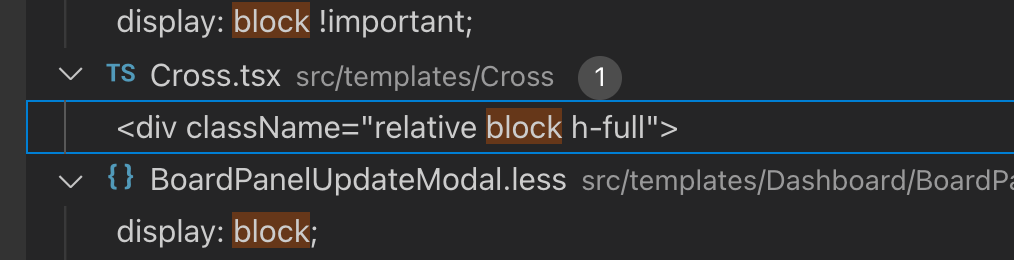 display: block !important;
TS Cross.tsx src/templates/Cross 1
<div className="relative block h-full">
{} BoardPanelUpdateModal.less src/templates/Dashboard/BoardPa
display: block;